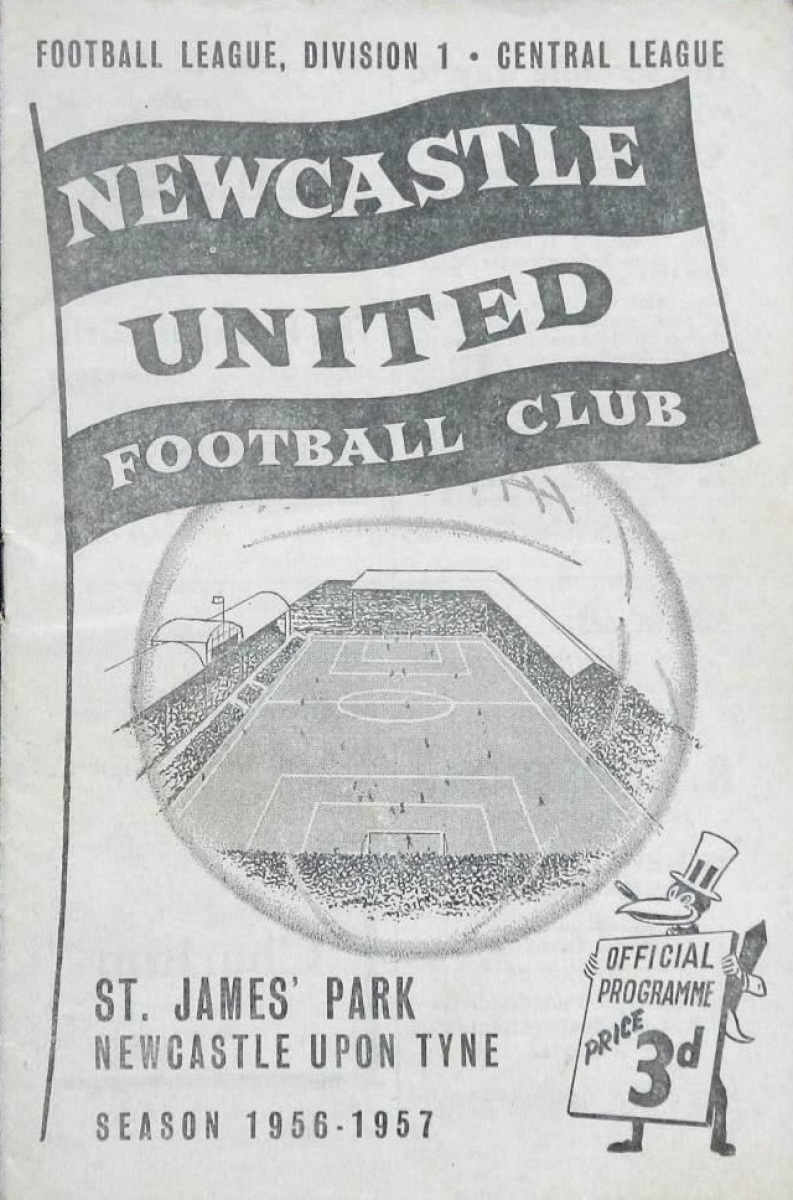 FOOTBALL LEAGUE, DIVISION 1 • CENTRAL LEAGUE
NEWCASTLE
UNITED
FOOTBALL CLUB
ST. JAMES' PARK
NEWCASTLE UPON TYNE
SEASON 1956-1957
OFFICIAL
PROGRAMME
PRICE
3d